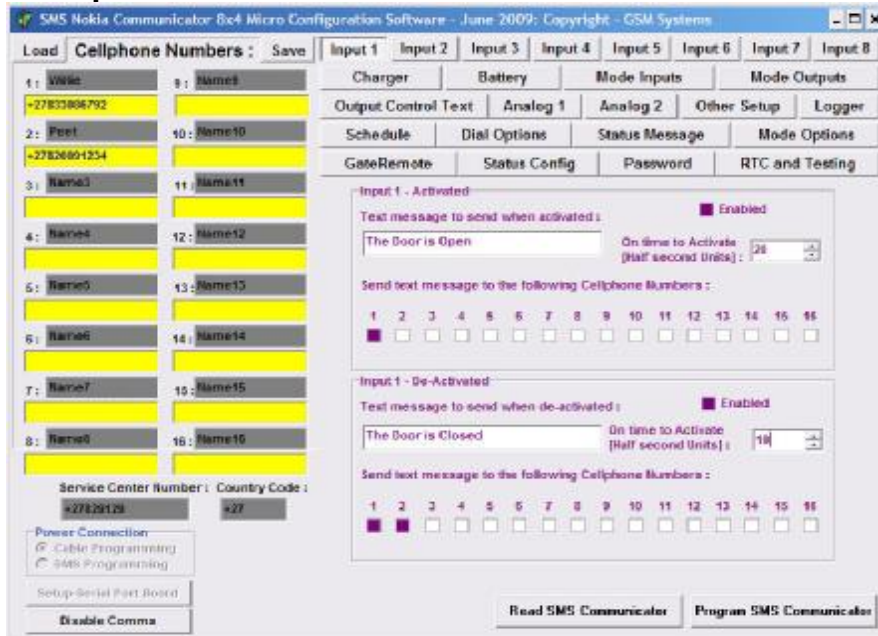 SMS Nokia Communicator 8x4 Micro Configuration Software - June 2009: Copyright - GSM Systems
Load Cellphone Numbers : Save
1: Willie 9: Name9
2: Peet 10: Name10
3: Name3 11: Name11
4: Name4 12: Name12
5: Name5 13: Name13
6: Name6 14: Name14
7: Name7 15: Name15
8: Name8 16: Name16
Service Center Number : Country Code :
+27829129 +27
Power Connection
Cable Programming
SMS Programming
Setup Serial Port Board
Disable Comms
Input 1 Input 2 Input 3 Input 4 Input 5 Input 6 Input 7 Input 8
Charger Battery Mode Inputs Mode Outputs
Output Control Text Analog 1 Analog 2 Other Setup Logger
Schedule Dial Options Status Message Mode Options
GateRemote Status Config Password RTC and Testing
Input 1 - Activated
Enabled
Text message to send when activated :
The Door is Open
On time to Activate
[Half second Units] :
Send text message to the following Cellphone Numbers :
1 2 3 4 5 6 7 8 9 10 11 12 13 14 15 16
Input 1 - De-Activated
Text message to send when de-activated : Enabled
The Door is Closed
On time to Activate
[Half second Units] :
Send text message to the following Cellphone Numbers :
1 2 3 4 5 6 7 8 9 10 11 12 13 14 15 16
Read SMS Communicator Program SMS Communicator